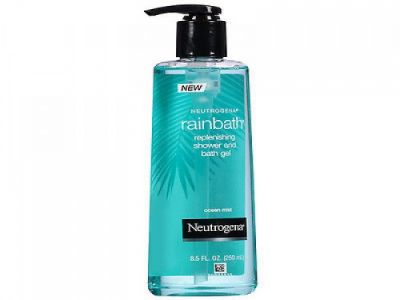 NEW
NEUTROGENA®
rainbath®
replenishing
shower and
bath gel
ocean mist
Neutrogena®
8.5 FL. OZ. (250 mL)